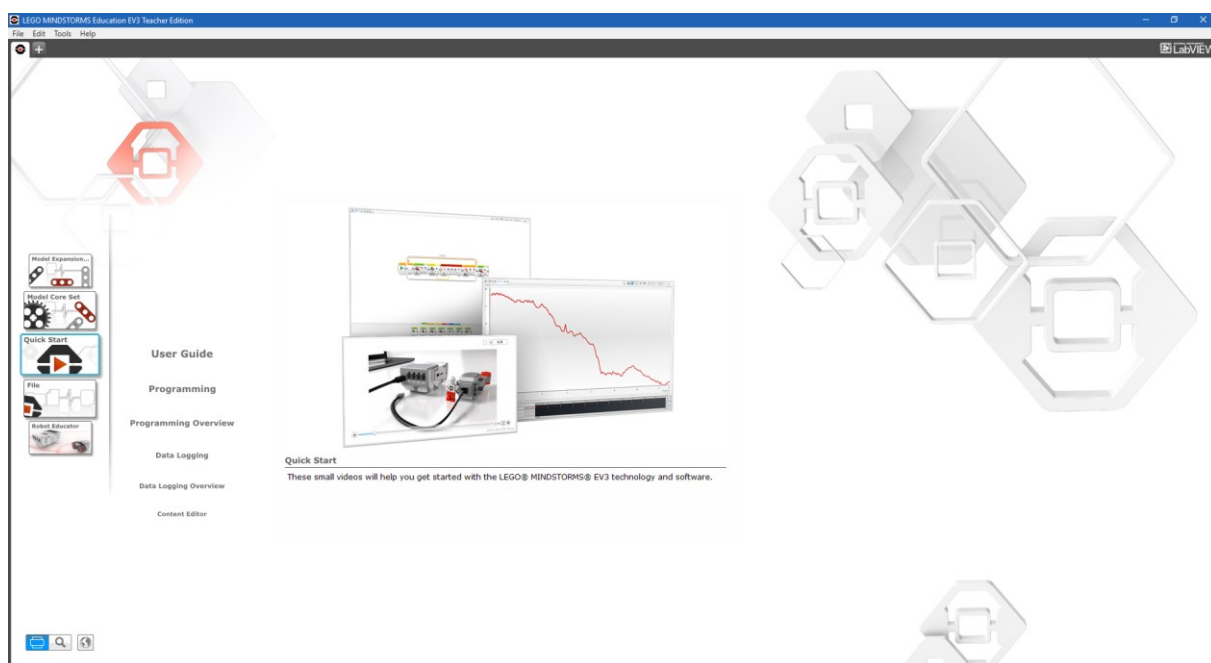 LEGO MINDSTORMS Education EV3 Teacher Edition
File Edit Tools Help
LabVIEW
Model Expansion...
Model Core Set
Quick Start
File
Robot Educator
User Guide
Programming
Programming Overview
Data Logging
Data Logging Overview
Content Editor
Quick Start
These small videos will help you get started with the LEGO® MINDSTORMS® EV3 technology and software.